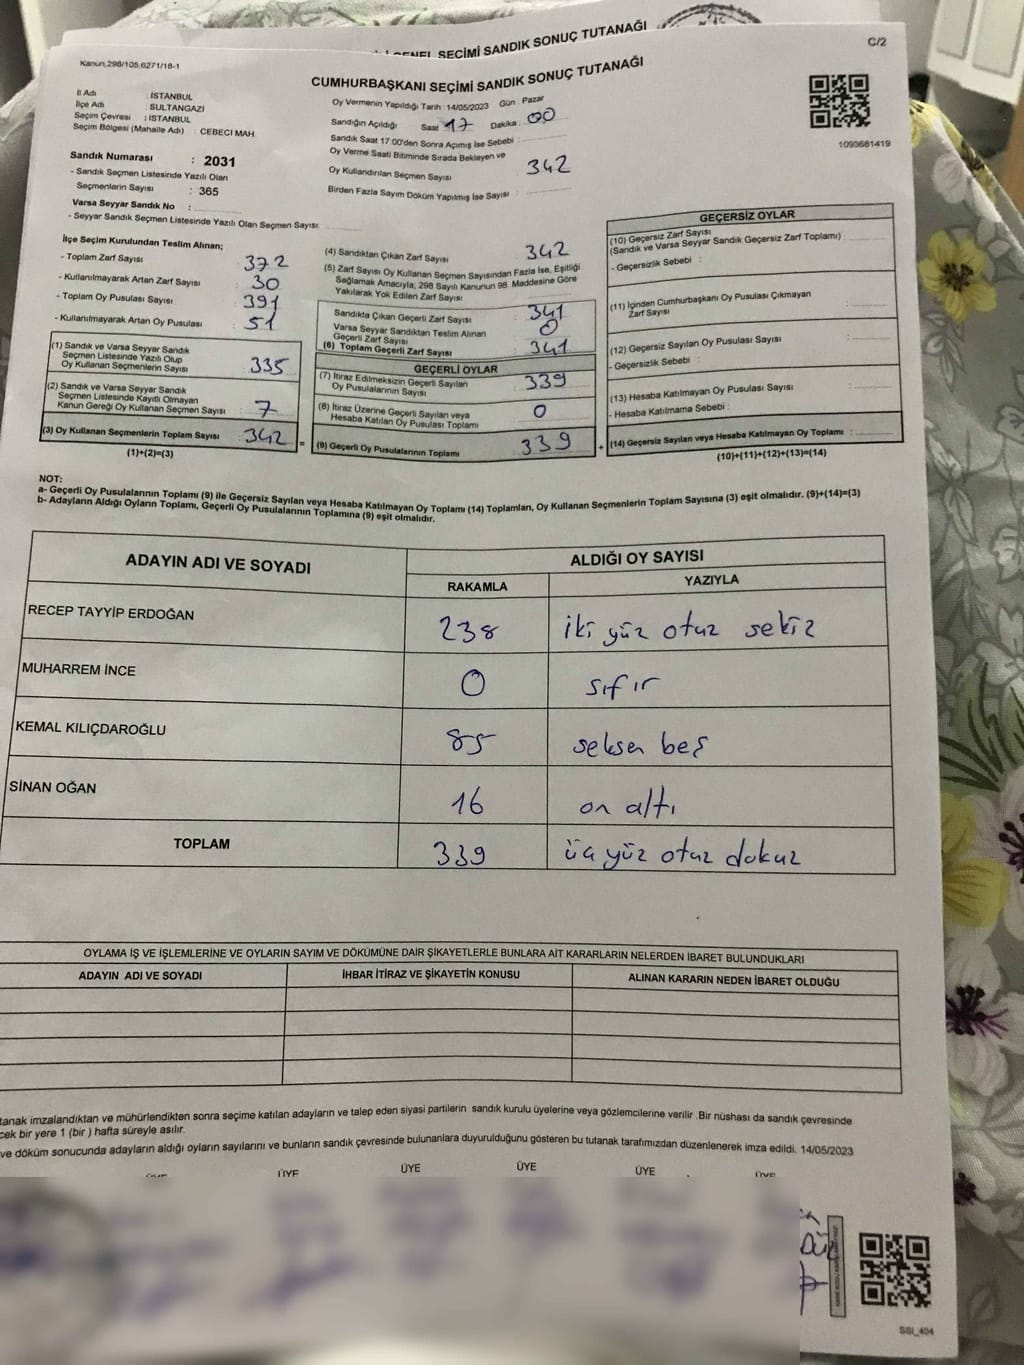 GENEL SEÇİMİ SANDIK SONUÇ TUTANAĞI
C/2
Kanun,298/105,6271/18-1
CUMHURBAŞKANI SEÇİMİ SANDIK SONUÇ TUTANAĞI
İl Adı : İSTANBUL
İlçe Adı : SULTANGAZI
Seçim Çevresi : İSTANBUL
Seçim Bölgesi (Mahalle Adı) : CEBECİ MAH.
Oy Vermenin Yapıldığı Tarih : 14/05/2023 Gün : Pazar
Sandığın Açıldığı Saat : 17 Dakika : 00
Sandık Saat 17:00'den Sonra Açımış İse Sebebi :
Oy Verme Saati Bitiminde Sırada Bekleyen ve
Oy Kullandırılan Seçmen Sayısı : 342
Birden Fazla Sayım Döküm Yapılmış İse Sayısı :
1093681419
Sandık Numarası : 2031
- Sandık Seçmen Listesinde Yazılı Olan
Seçmenlerin Sayısı : 365
Varsa Seyyar Sandık No :
- Seyyar Sandık Seçmen Listesinde Yazılı Olan Seçmen Sayısı:
İlçe Seçim Kurulundan Teslim Alınan;
- Toplam Zarf Sayısı : 372
- Kullanılmayarak Artan Zarf Sayısı : 30
- Toplam Oy Pusulası Sayısı : 391
- Kullanılmayarak Artan Oy Pusulası : 51
(1) Sandık ve Varsa Seyyar Sandık
Seçmen Listesinde Yazılı Olup
Oy Kullanan Seçmenlerin Sayısı : 335
(2) Sandık ve Varsa Seyyar Sandık
Seçmen Listesinde Kayıtlı Olmayan
Kanun Gereği Oy Kullanan Seçmen Sayısı : 7
(3) Oy Kullanan Seçmenlerin Toplam Sayısı : 342
(1)+(2)=(3)
(4) Sandıktan Çıkan Zarf Sayısı : 342
(5) Zarf Sayısı Oy Kullanan Seçmen Sayısından Fazla İse, Eşitliği
Sağlamak Amacıyla, 298 Sayılı Kanunun 98. Maddesine Göre
Yakılarak Yok Edilen Zarf Sayısı :
Sandıkta Çıkan Geçerli Zarf Sayısı : 341
Varsa Seyyar Sandıktan Teslim Alınan
Geçerli Zarf Sayısı : 0
(6) Toplam Geçerli Zarf Sayısı : 341
GEÇERLİ OYLAR
(7) İtiraz Edilmeksizin Geçerli Sayılan
Oy Pusulalarının Sayısı : 339
(8) İtiraz Üzerine Geçerli Sayılan veya
Hesaba Katılan Oy Pusulası Toplamı : 0
(9) Geçerli Oy Pusulalarının Toplamı : 339
GEÇERSİZ OYLAR
(10) Geçersiz Zarf Sayısı
(Sandık ve Varsa Seyyar Sandık Geçersiz Zarf Toplamı) :
- Geçersizlik Sebebi :
(11) İçinden Cumhurbaşkanı Oy Pusulası Çıkmayan
Zarf Sayısı :
(12) Geçersiz Sayılan Oy Pusulası Sayısı :
- Geçersizlik Sebebi :
(13) Hesaba Katılmayan Oy Pusulası Sayısı :
- Hesaba Katılmama Sebebi :
(14) Geçersiz Sayılan veya Hesaba Katılmayan Oy Toplamı :
(10)+(11)+(12)+(13)=(14)
NOT:
a- Geçerli Oy Pusulalarının Toplamı (9) ile Geçersiz Sayılan veya Hesaba Katılmayan Oy Toplamı (14) Toplamları, Oy Kullanan Seçmenlerin Toplam Sayısına (3) eşit olmalıdır. (9)+(14)=(3)
b- Adayların Aldığı Oyların Toplamı, Geçerli Oy Pusulalarının Toplamına (9) eşit olmalıdır.
ADAYIN ADI VE SOYADI
ALDIĞI OY SAYISI
RAKAMLA YAZIYLA
RECEP TAYYİP ERDOĞAN 238 iki yüz otuz sekiz
MUHARREM İNCE 0 sıfır
KEMAL KILIÇDAROĞLU 85 seksen beş
SİNAN OĞAN 16 on altı
TOPLAM 339 üç yüz otuz dokuz
OYLAMA İŞ VE İŞLEMLERİNE VE OYLARIN SAYIM VE DÖKÜMÜNE DAİR ŞİKAYETLERLE BUNLARA AİT KARARLARIN NELERDEN İBARET BULUNDUKLARI
ADAYIN ADI VE SOYADI İHBAR İTİRAZ VE ŞİKAYETİN KONUSU ALINAN KARARIN NEDEN İBARET OLDUĞU
tanak imzalandıktan ve mühürlendikten sonra seçime katılan adayların ve talep eden siyasi partilerin sandık kurulu üyelerine veya gözlemcilerine verilir .Bir nüshası da sandık çevresinde
cek bir yere 1 (bir ) hafta süreyle asılır.
ve döküm sonucunda adayların aldığı oyların sayılarını ve bunların sandık çevresinde bulunanlara duyurulduğunu gösteren bu tutanak tarafımızdan düzenlenerek imza edildi. 14/05/2023
ÜYE ÜYE ÜYE ÜYE ÜYE ÜYE
SSI_404